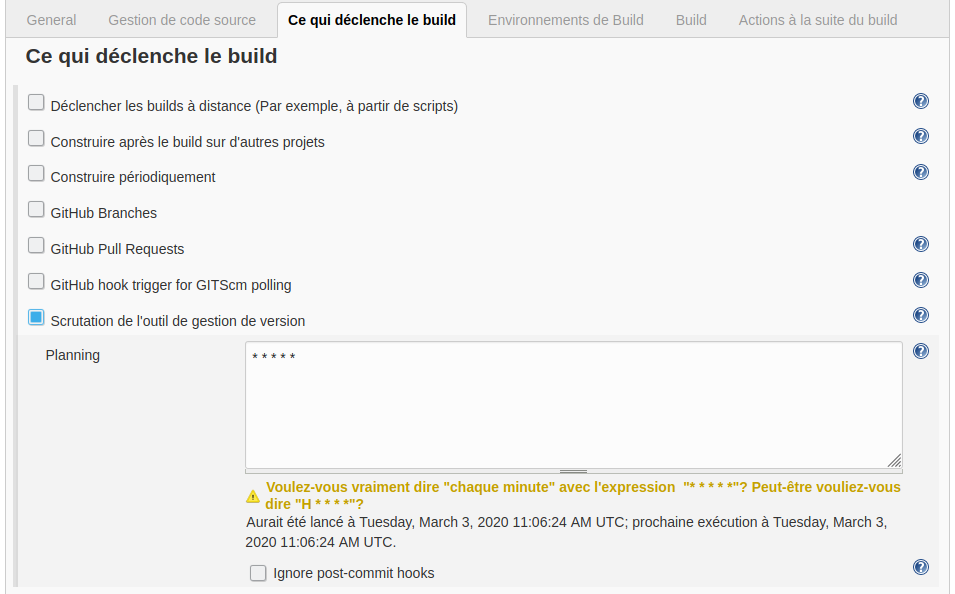 General Gestion de code source Ce qui déclenche le build Environnements de Build Build Actions à la suite du build
Ce qui déclenche le build
Déclencher les builds à distance (Par exemple, à partir de scripts)
Construire après le build sur d'autres projets
Construire périodiquement
GitHub Branches
GitHub Pull Requests
GitHub hook trigger for GITScm polling
Scrutation de l'outil de gestion de version
Planning
* * * * *
Voulez-vous vraiment dire "chaque minute" avec l'expression "* * * * *"? Peut-être vouliez-vous
dire "H * * * *"?
Aurait été lancé à Tuesday, March 3, 2020 11:06:24 AM UTC; prochaine exécution à Tuesday, March 3,
2020 11:06:24 AM UTC.
Ignore post-commit hooks